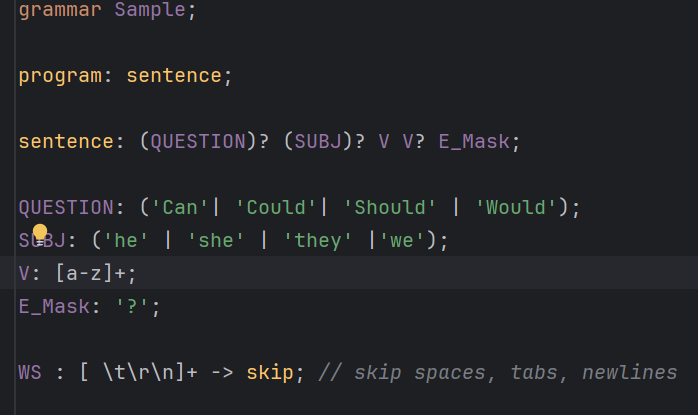 grammar Sample;
program: sentence;
sentence: (QUESTION)? (SUBJ)? V V? E_Mask;
QUESTION: ('Can'| 'Could'| 'Should' | 'Would');
SUBJ: ('he' | 'she' | 'they' |'we');
V: [a-z]+;
E_Mask: '?';
WS : [ \t\r\n]+ -> skip; // skip spaces, tabs, newlines